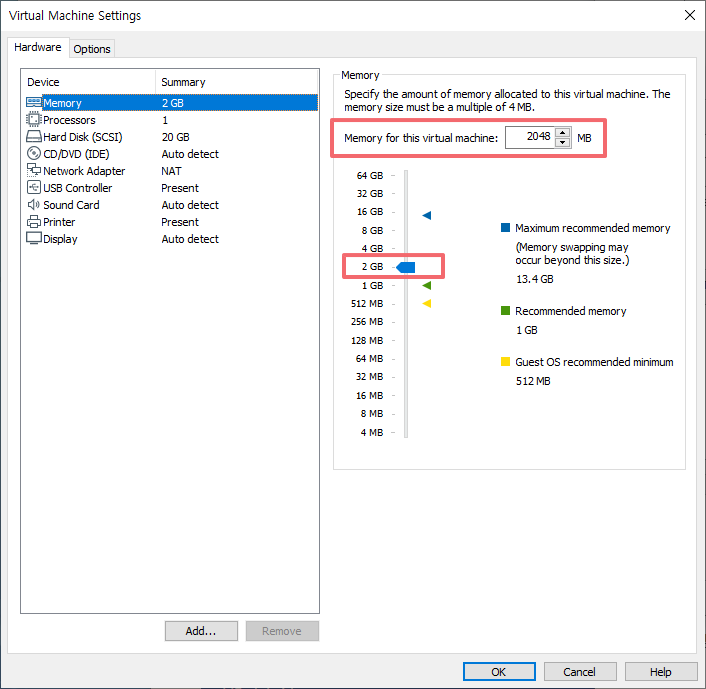 Virtual Machine Settings
Hardware Options
Device Summary
Memory 2 GB
Processors 1
Hard Disk (SCSI) 20 GB
CD/DVD (IDE) Auto detect
Network Adapter NAT
USB Controller Present
Sound Card Auto detect
Printer Present
Display Auto detect
Add... Remove
Memory
Specify the amount of memory allocated to this virtual machine. The
memory size must be a multiple of 4 MB.
Memory for this virtual machine: 2048 MB
64 GB
32 GB
16 GB
8 GB
4 GB
2 GB
1 GB
512 MB
256 MB
128 MB
64 MB
32 MB
16 MB
8 MB
4 MB
Maximum recommended memory
(Memory swapping may
occur beyond this size.)
13.4 GB
Recommended memory
1 GB
Guest OS recommended minimum
512 MB
OK Cancel Help